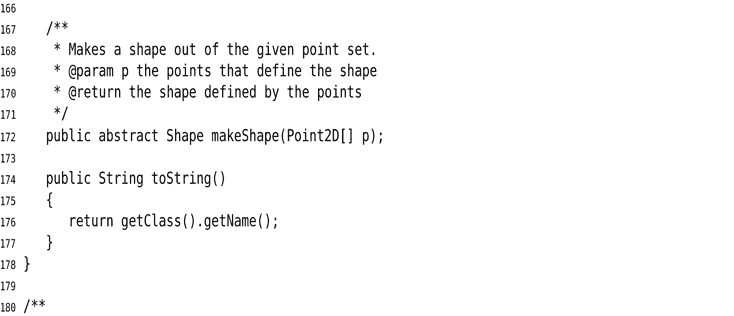 166
167    /**
168     * Makes a shape out of the given point set.
169     * @param p the points that define the shape
170     * @return the shape defined by the points
171     */
172    public abstract Shape makeShape(Point2D[] p);
173
174    public String toString()
175    {
176       return getClass().getName();
177    }
178 }
179
180 /**